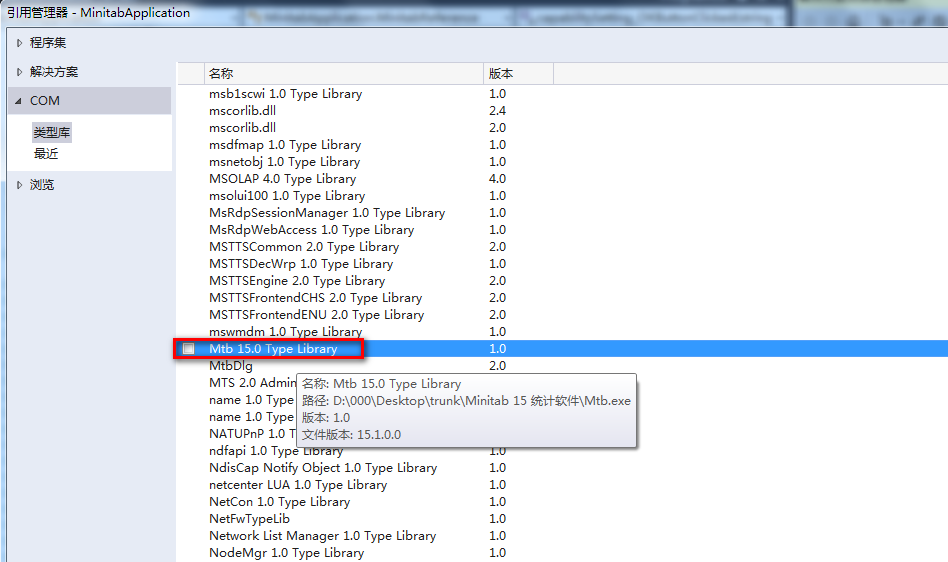 引用管理器 - MinitabApplication
程序集
解决方案
COM
类型库
最近
浏览
名称 版本
msb1scwi 1.0 Type Library 1.0
mscorlib.dll 2.4
mscorlib.dll 2.0
msdfmap 1.0 Type Library 1.0
msnetobj 1.0 Type Library 1.0
MSOLAP 4.0 Type Library 4.0
msolui100 1.0 Type Library 1.0
MsRdpSessionManager 1.0 Type Library 1.0
MsRdpWebAccess 1.0 Type Library 1.0
MSTTSCommon 2.0 Type Library 2.0
MSTTSDecWrp 1.0 Type Library 1.0
MSTTSEngine 2.0 Type Library 2.0
MSTTSFrontendCHS 2.0 Type Library 2.0
MSTTSFrontendENU 2.0 Type Library 2.0
mswmdm 1.0 Type Library 1.0
Mtb 15.0 Type Library 1.0
MtbDlg 2.0
MTS 2.0 Admin
名称: Mtb 15.0 Type Library
name 1.0 Type
路径: D:\000\Desktop\trunk\Minitab 15 统计软件\Mtb.exe
name 1.0 Type
版本: 1.0
NATUPnP 1.0 T
文件版本: 15.1.0.0
ndfapi 1.0 Type Library 1.0
NdisCap Notify Object 1.0 Type Library 1.0
netcenter LUA 1.0 Type Library 1.0
NetCon 1.0 Type Library 1.0
NetFwTypeLib 1.0
Network List Manager 1.0 Type Library 1.0
NodeMgr 1.0 Type Library 1.0